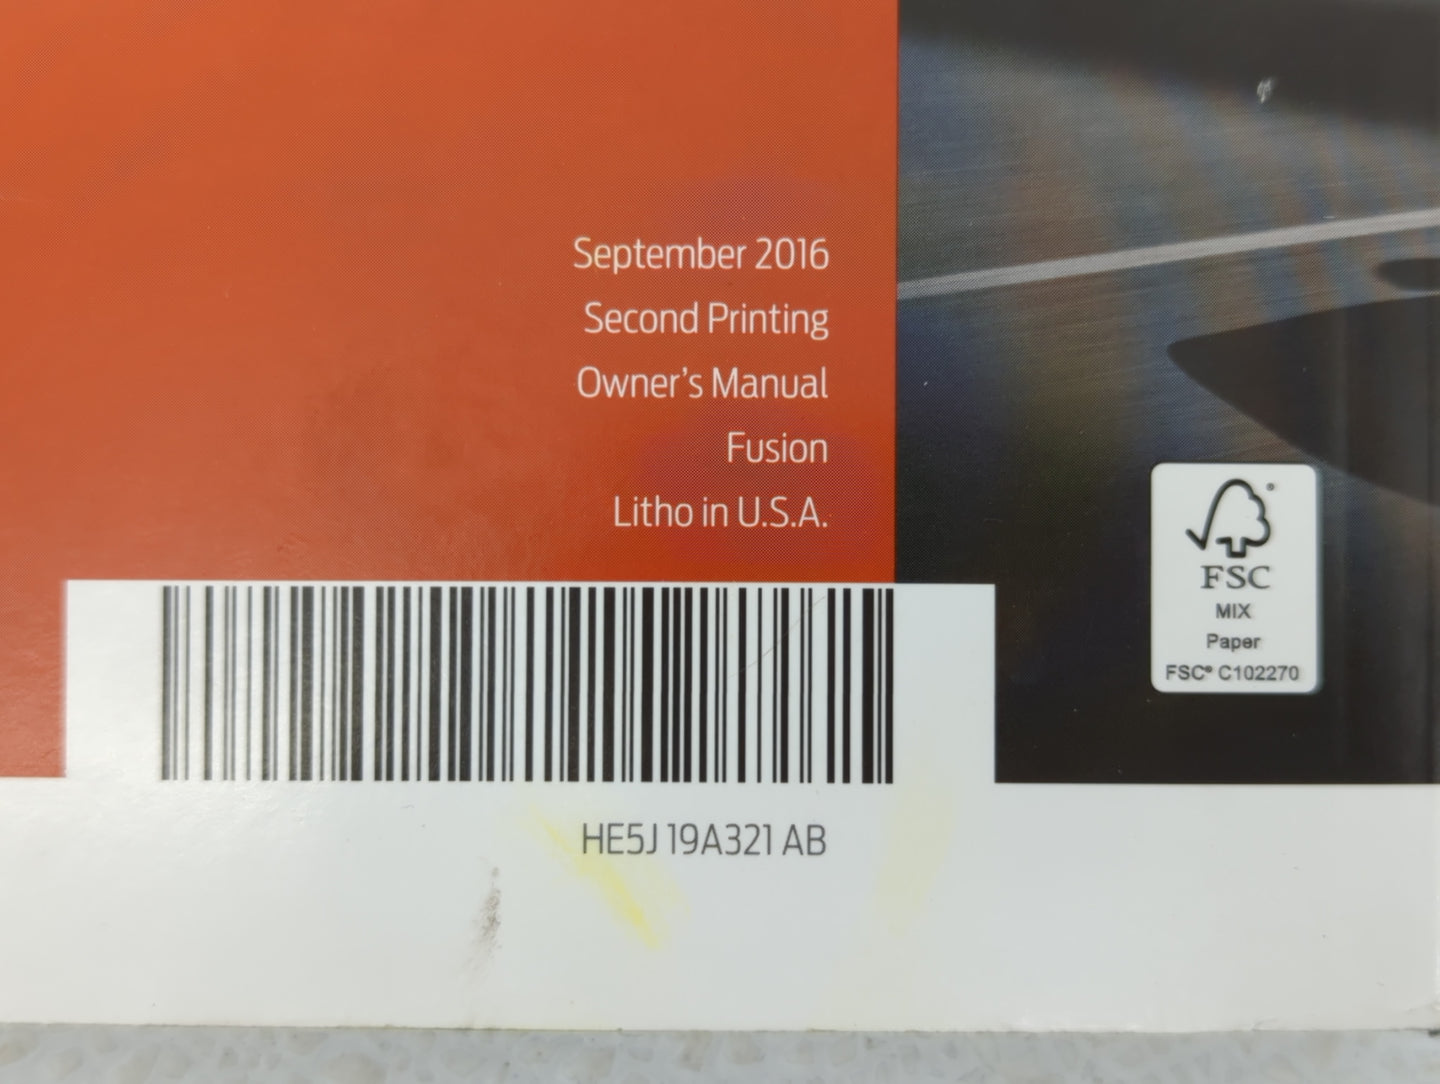 September 2016
Second Printing
Owner's Manual
Fusion
Litho in U.S.A.
FSC
MIX
Paper
FSC® C102270
HE5J 19A321 AB